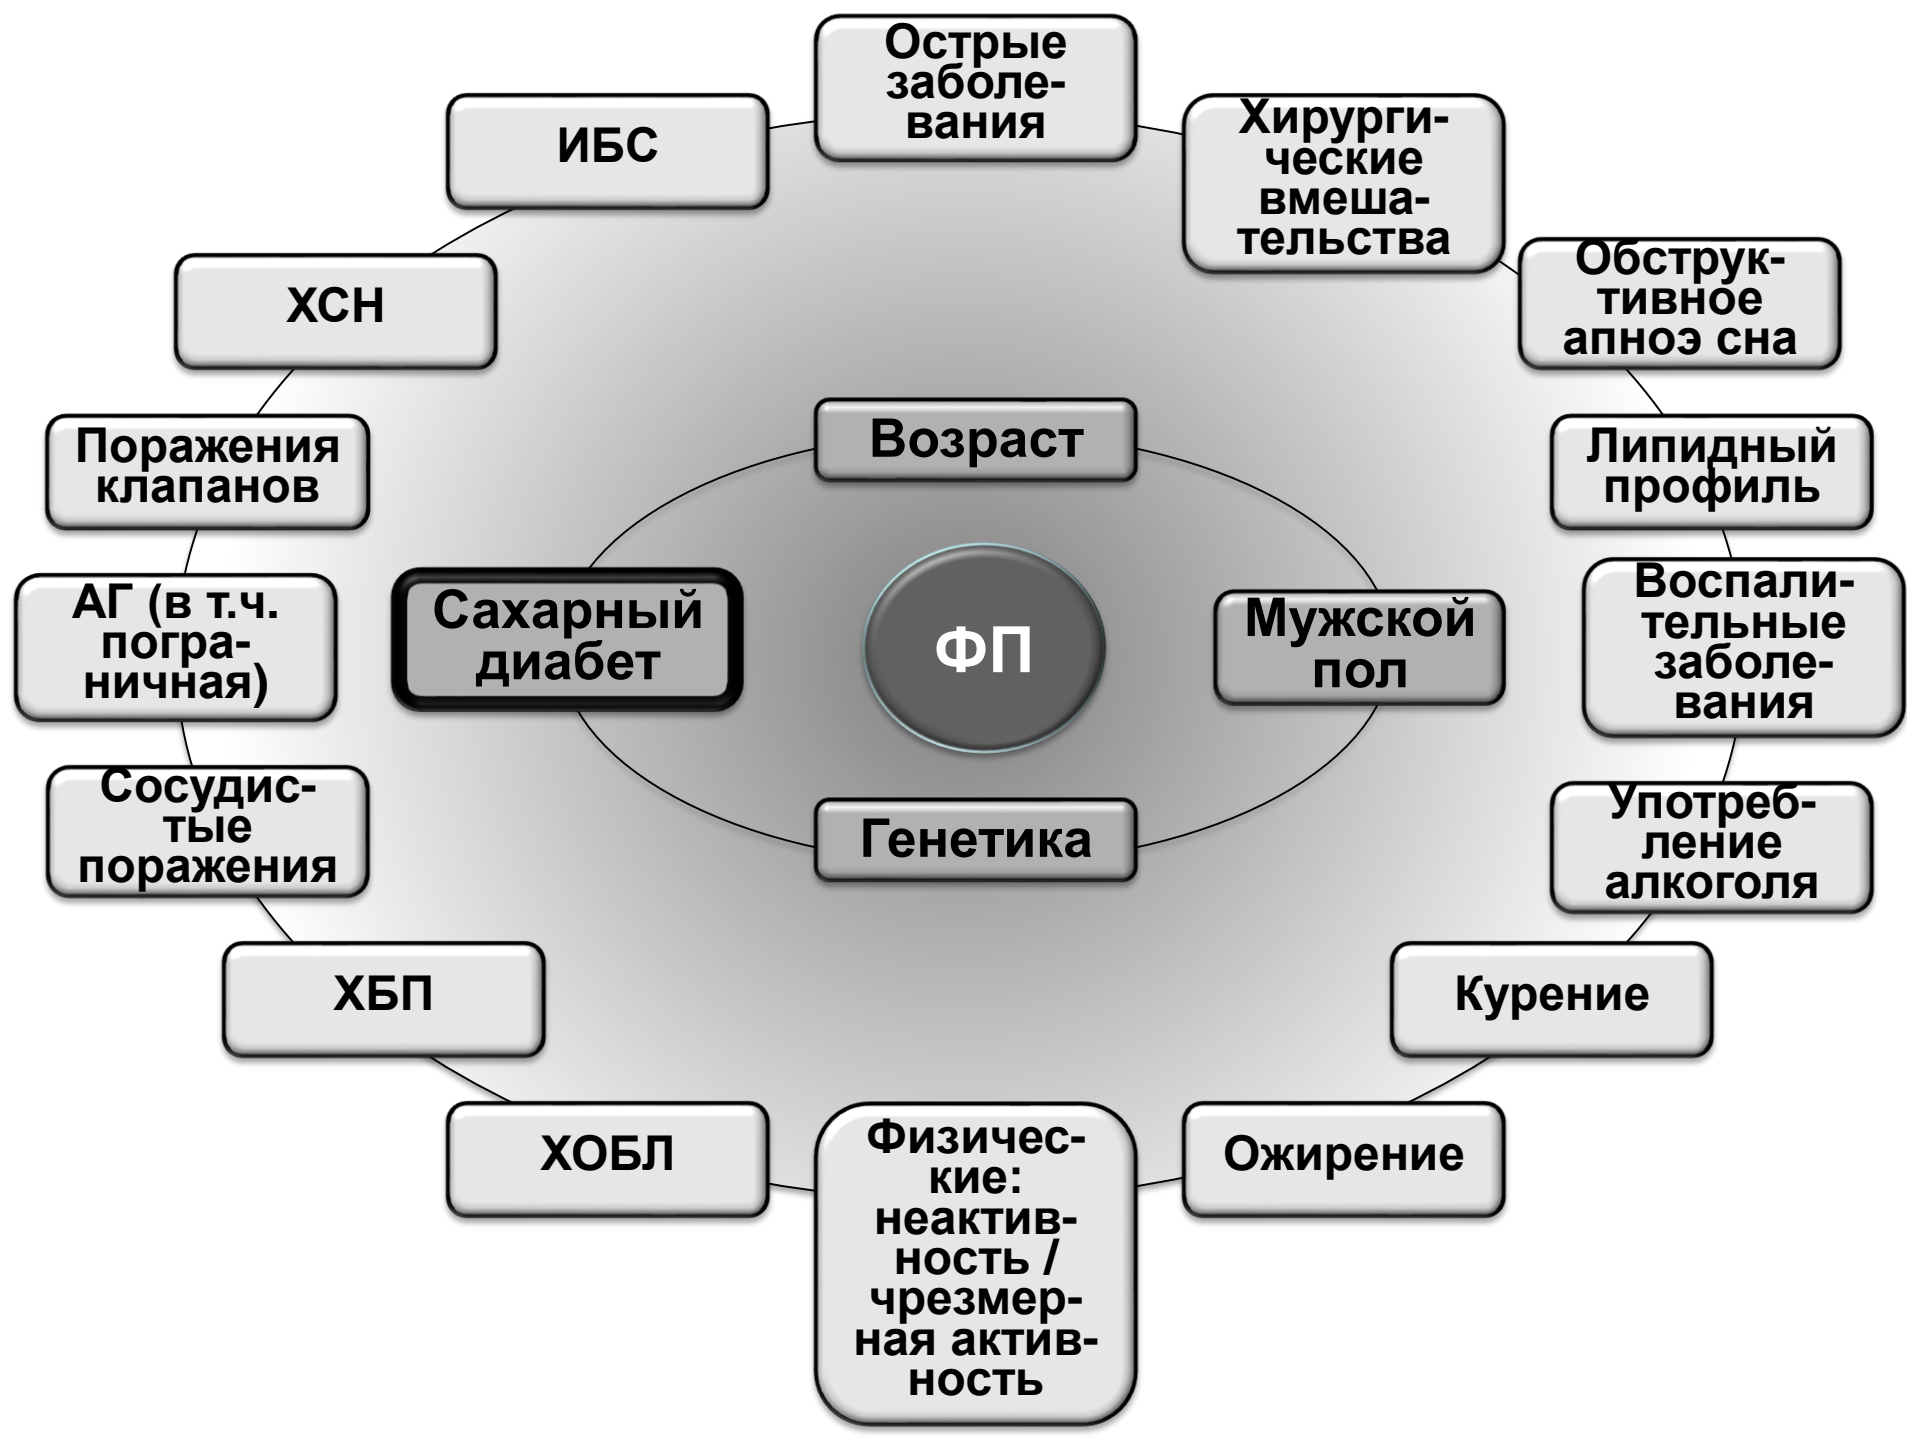 Острые
заболе-
вания
ИБС
Хирурги-
ческие
вмеша-
тельства
ХСН
Обструк-
тивное
апноэ сна
Поражения
клапанов
Возраст
Липидный
профиль
АГ (в т.ч.
погра-
ничная)
Сахарный
диабет
ФП
Мужской
пол
Воспали-
тельные
заболе-
вания
Сосудис-
тые
поражения
Генетика
Употреб-
ление
алкоголя
ХБП
Курение
ХОБЛ
Физичес-
кие:
неактив-
ность /
чрезмер-
ная актив-
ность
Ожирение